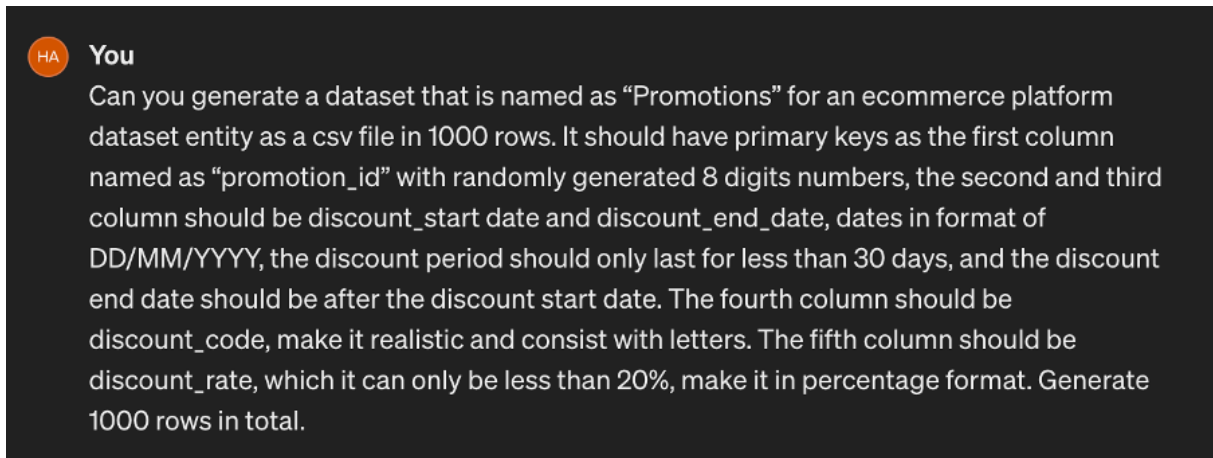 HA
You
Can you generate a dataset that is named as “Promotions” for an ecommerce platform
dataset entity as a csv file in 1000 rows. It should have primary keys as the first column
named as “promotion_id” with randomly generated 8 digits numbers, the second and third
column should be discount_start date and discount_end_date, dates in format of
DD/MM/YYYY, the discount period should only last for less than 30 days, and the discount
end date should be after the discount start date. The fourth column should be
discount_code, make it realistic and consist with letters. The fifth column should be
discount_rate, which it can only be less than 20%, make it in percentage format. Generate
1000 rows in total.